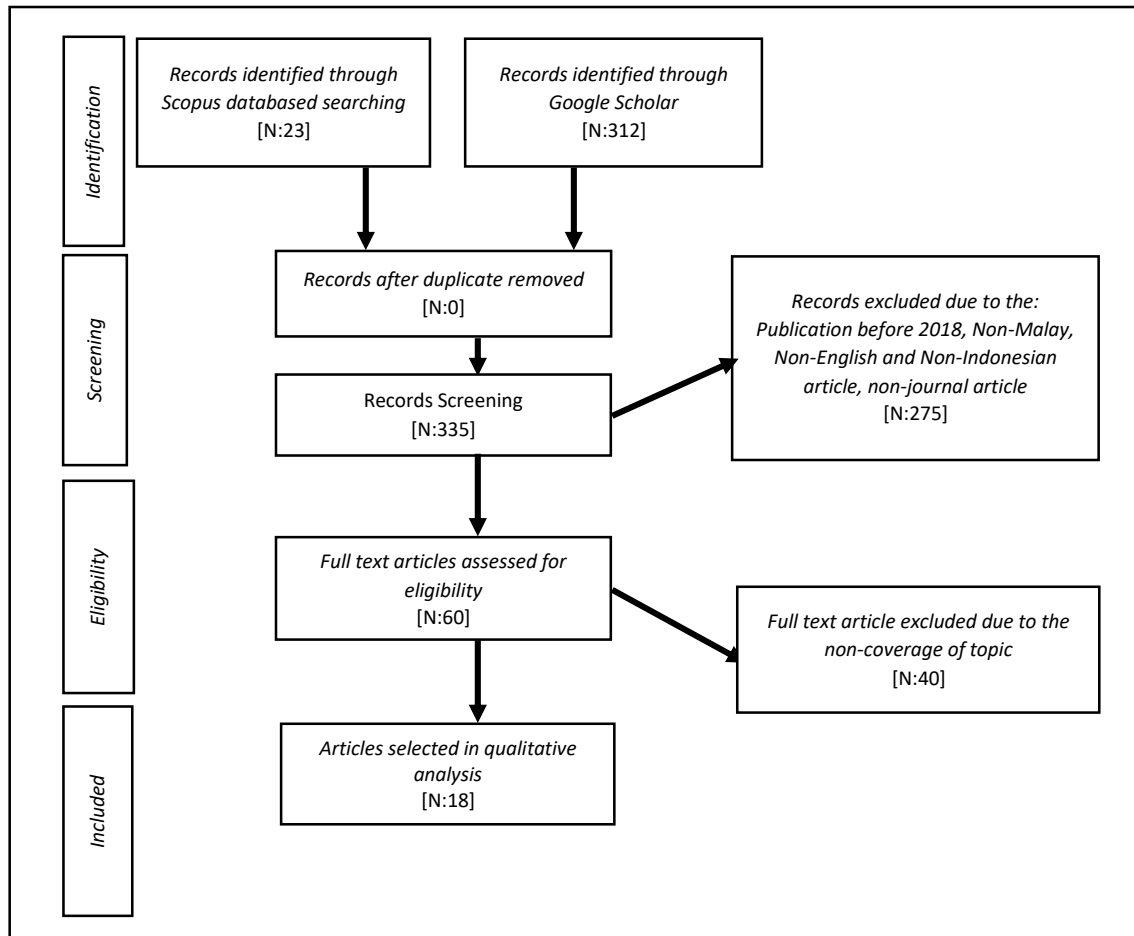 Identification
Records identified through
Scopus databased searching
[N:23]
Records identified through
Google Scholar
[N:312]
Screening
Records after duplicate removed
[N:0]
Records Screening
[N:335]
Records excluded due to the:
Publication before 2018, Non-Malay,
Non-English and Non-Indonesian
article, non-journal article
[N:275]
Eligibility
Full text articles assessed for
eligibility
[N:60]
Full text article excluded due to the
non-coverage of topic
[N:40]
Included
Articles selected in qualitative
analysis
[N:18]